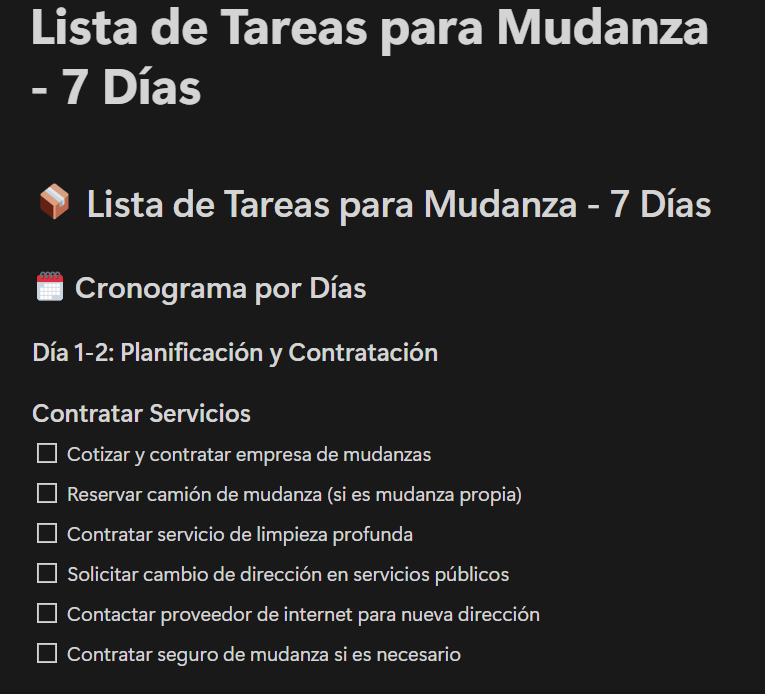 Lista de Tareas para Mudanza
- 7 Días
Lista de Tareas para Mudanza - 7 Días
Cronograma por Días
Día 1-2: Planificación y Contratación
Contratar Servicios
Cotizar y contratar empresa de mudanzas
Reservar camión de mudanza (si es mudanza propia)
Contratar servicio de limpieza profunda
Solicitar cambio de dirección en servicios públicos
Contactar proveedor de internet para nueva dirección
Contratar seguro de mudanza si es necesario